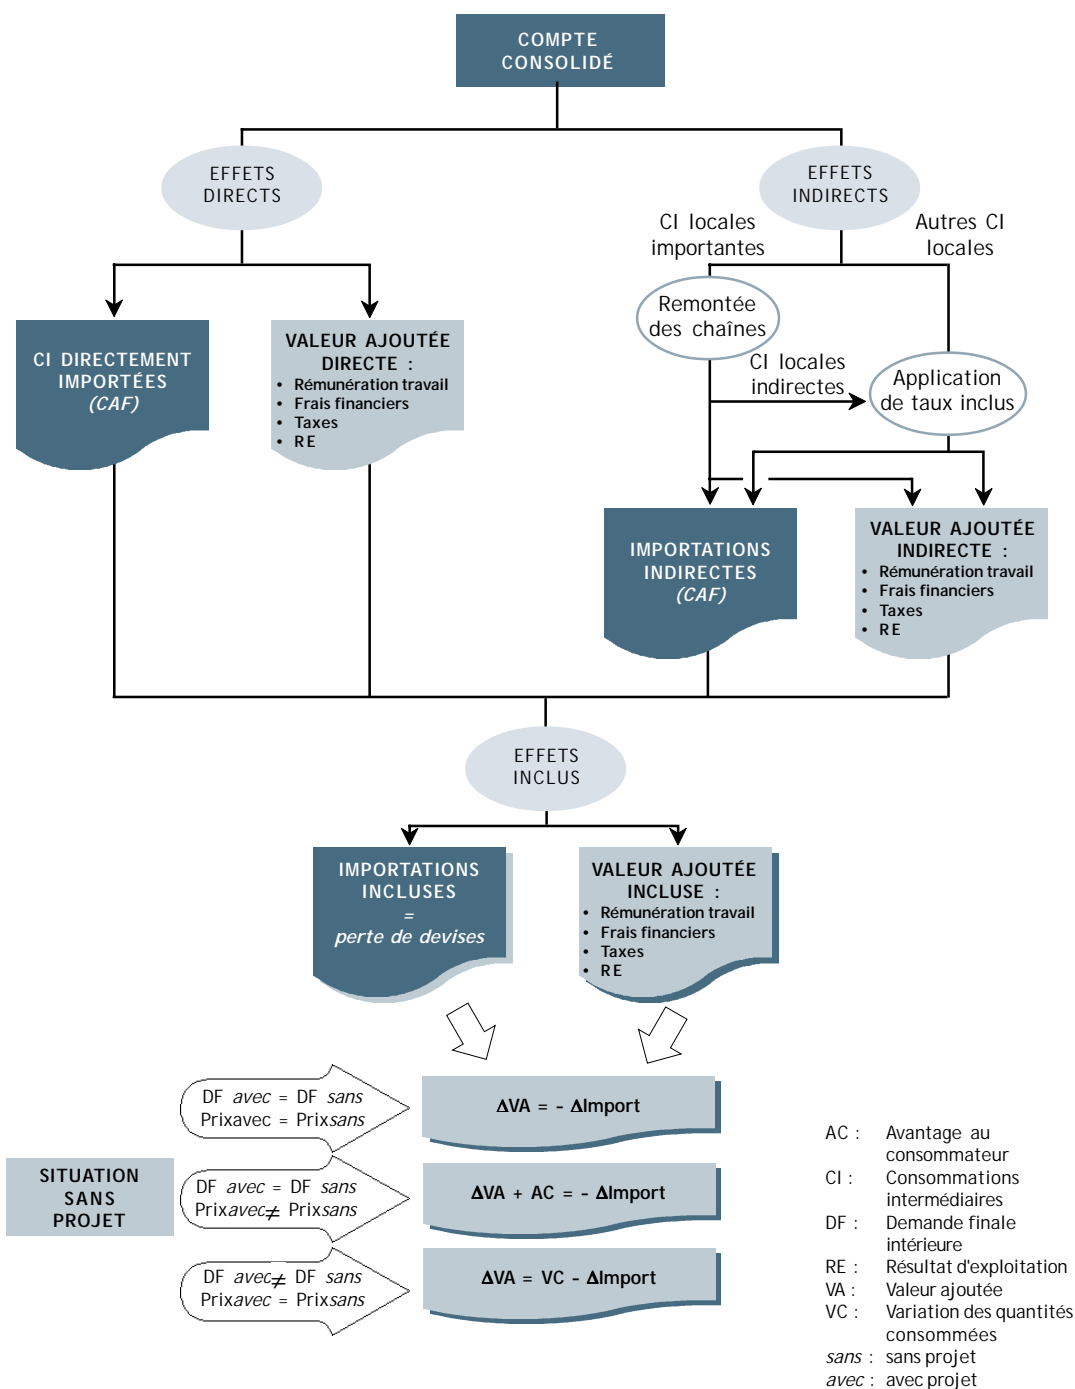 COMPTE
CONSOLIDÉ
EFFETS
DIRECTS
EFFETS
INDIRECTS
CI locales
importantes
Autres CI
locales
Remontée
des chaînes
CI DIRECTEMENT
IMPORTÉES
(CAF)
VALEUR AJOUTÉE
DIRECTE :
• Rémunération travail
• Frais financiers
• Taxes
• RE
CI locales
indirectes
Application
de taux inclus
IMPORTATIONS
INDIRECTES
(CAF)
VALEUR AJOUTÉE
INDIRECTE :
• Rémunération travail
• Frais financiers
• Taxes
• RE
EFFETS
INCLUS
IMPORTATIONS
INCLUSES
=
perte de devises
VALEUR AJOUTÉE
INCLUSE :
• Rémunération travail
• Frais financiers
• Taxes
• RE
SITUATION
SANS
PROJET
DF avec = DF sans
Prixavec = Prixsans
ΔVA = - ΔImport
DF avec = DF sans
Prixavec ≠ Prixsans
ΔVA + AC = - ΔImport
DF avec ≠ DF sans
Prixavec = Prixsans
ΔVA = VC - ΔImport
AC : Avantage au
consommateur
CI : Consommations
intermédiaires
DF : Demande finale
intérieure
RE : Résultat d'exploitation
VA : Valeur ajoutée
VC : Variation des quantités
consommées
sans : sans projet
avec : avec projet